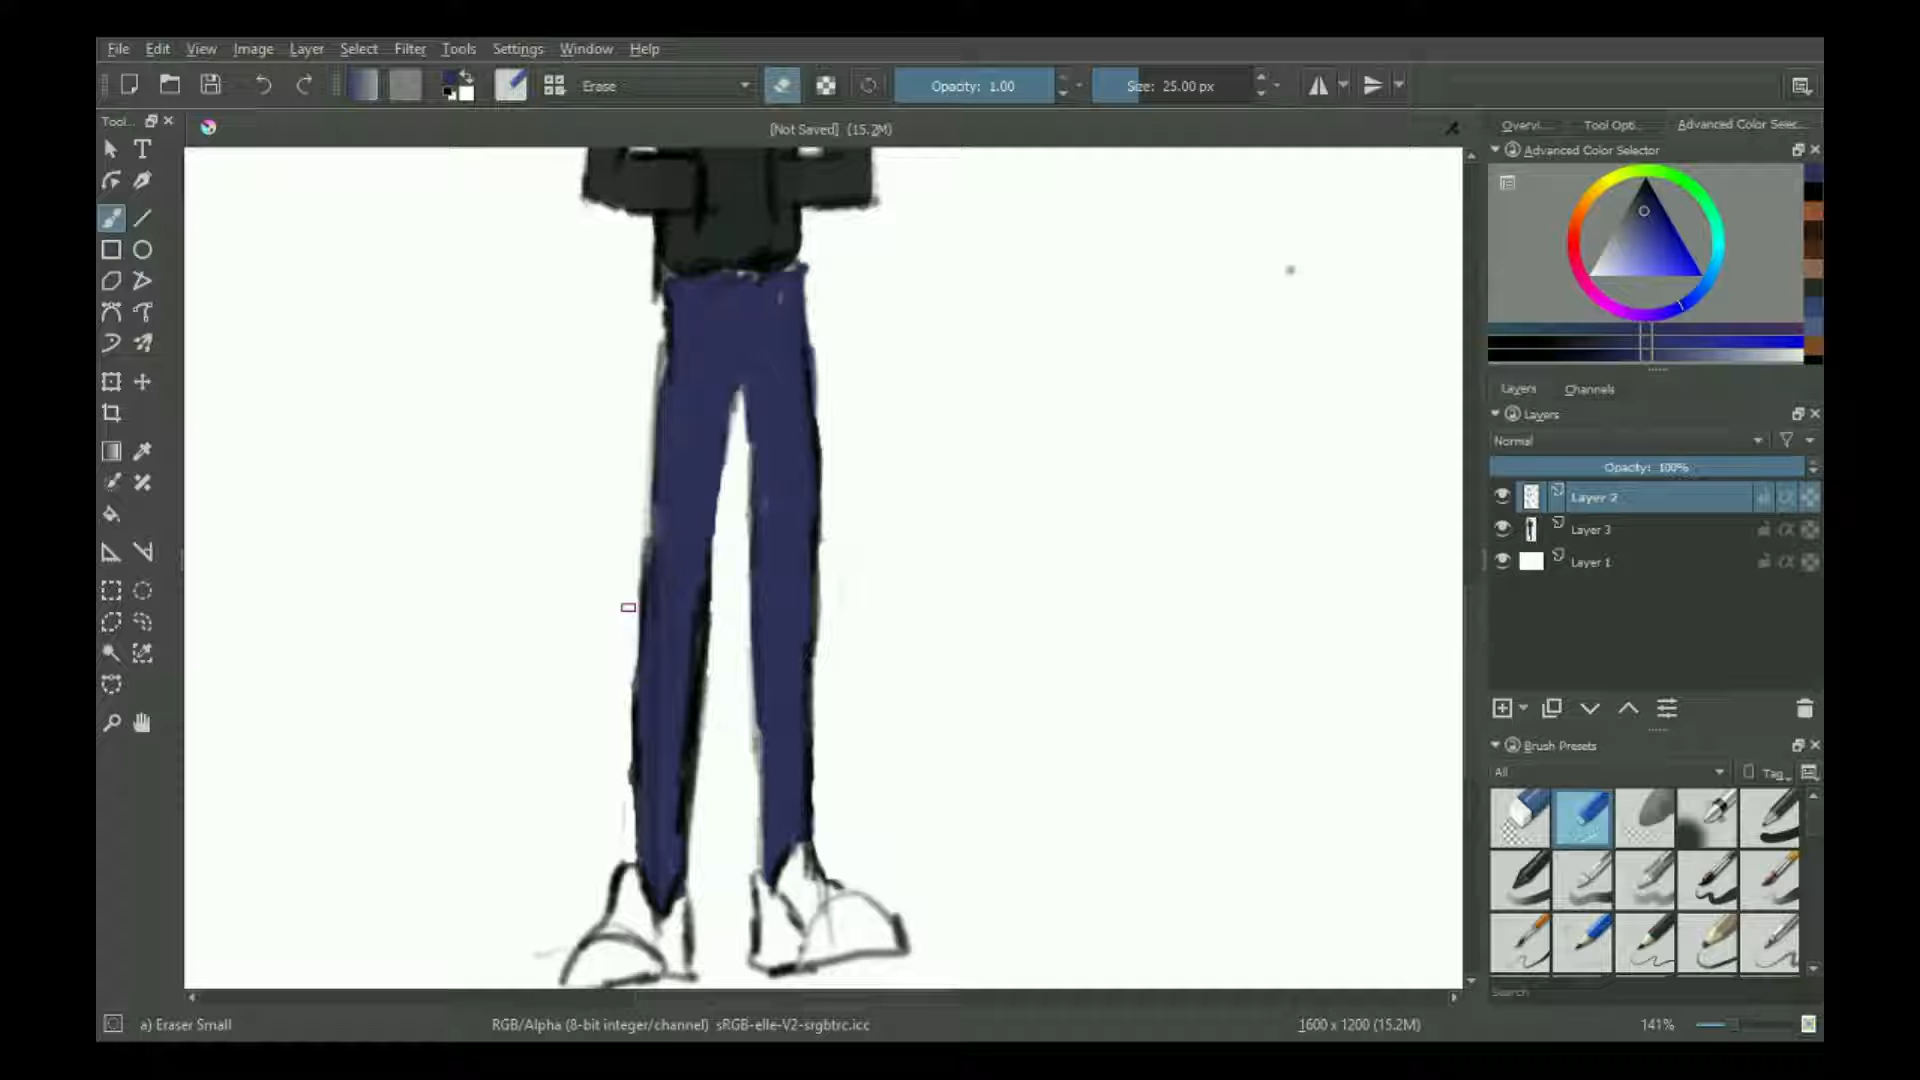 File Edit View Image Layer Select Filter Tools Settings Window Help
Erase Opacity: 1.00 Size: 25.00 px
Tool...
[Not Saved] (15.2M)
Overvi... Tool Opti... Advanced Color Selec...
Advanced Color Selector
Layers Channels
Layers
Normal
Opacity: 100%
Layer 2
Layer 3
Layer 1
Brush Presets
All Tag
Search
a) Eraser Small RGB/Alpha (8-bit integer/channel) sRGB-elle-V2-srgbtrc.icc 1600 x 1200 (15.2M) 141%